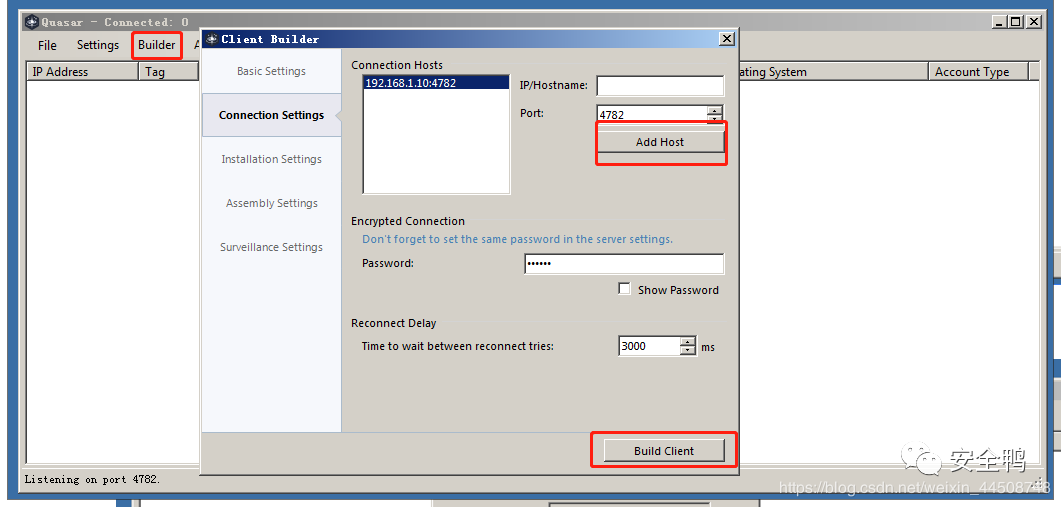 Quasar - Connected: 0
File Settings Builder A
Client Builder
IP Address Tag ating System Account Type
Basic Settings
Connection Settings
Installation Settings
Assembly Settings
Surveillance Settings
Connection Hosts
192.168.1.10:4782
IP/Hostname:
Port: 4782
Add Host
Encrypted Connection
Don't forget to set the same password in the server settings.
Password: ••••••
Show Password
Reconnect Delay
Time to wait between reconnect tries: 3000 ms
Build Client
Listening on port 4782.
安全鸭
https://blog.csdn.net/weixin_44508748